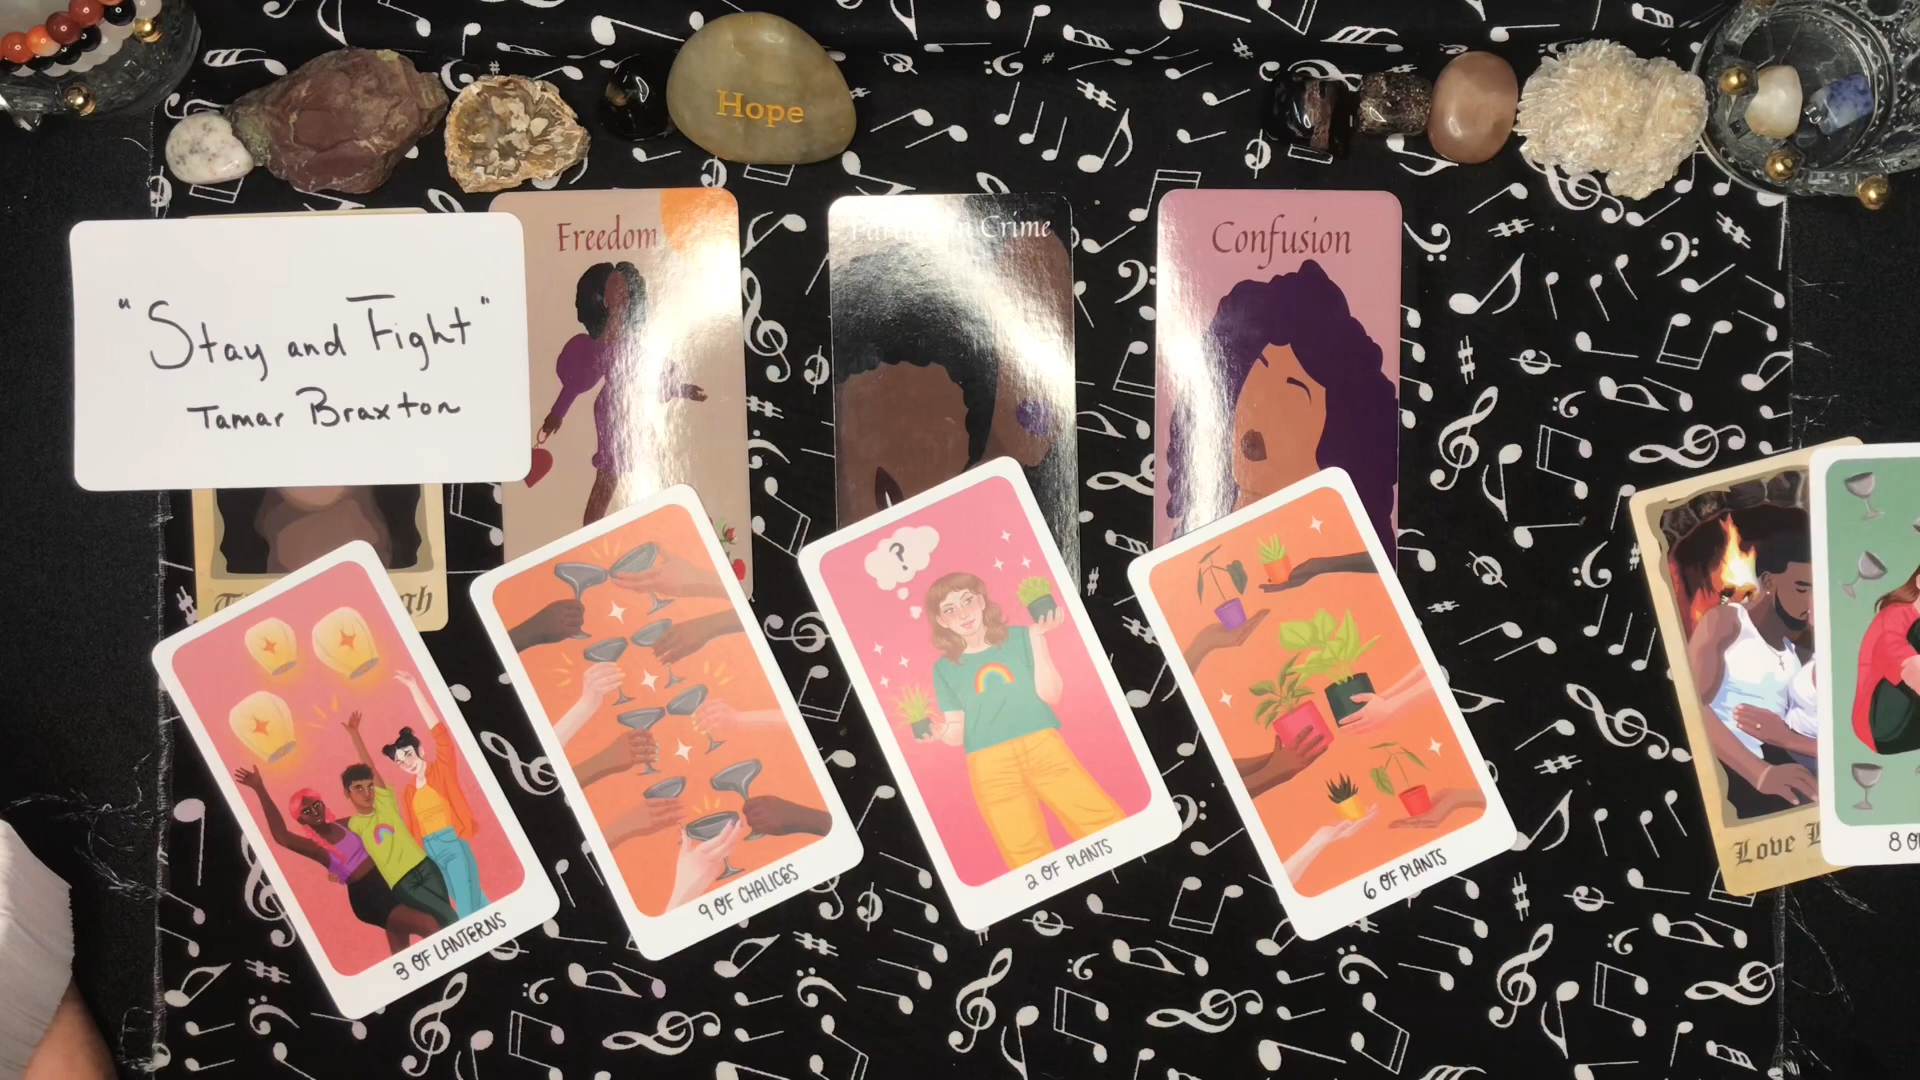 Hope
"Stay and Fight"
Tamar Braxton
Freedom
in Crime
Confusion
?
3 OF LANTERNS
9 OF CHALICES
2 OF PLANTS
6 OF PLANTS
Love
8